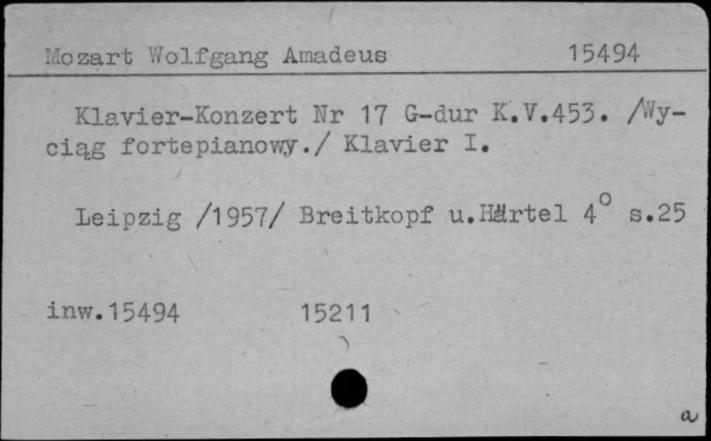 Mozart Wolfgang Amadeus 15494
Klavier-Konzert Nr 17 G-dur K.V.453. /Wy-
ciąg fortepianowy./ Klavier I.
Leipzig /1957/ Breitkopf u.Härtel 4° s.25
inw.15494 15211
a